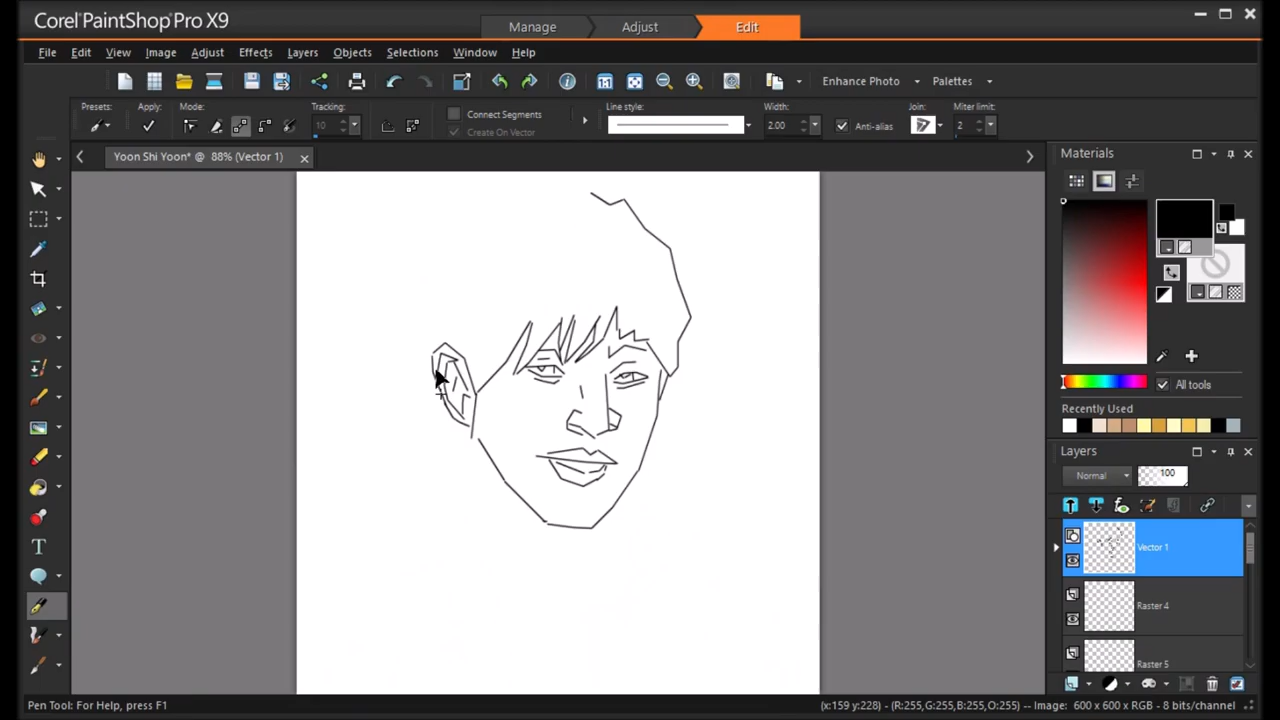 Corel PaintShop Pro X9
Manage Adjust Edit
File Edit View Image Adjust Effects Layers Objects Selections Window Help
Enhance Photo Palettes
Presets: Apply: Mode: Tracking: Connect Segments Line style: Width: Join: Miter limit:
10 Create On Vector 2.00 Anti-alias 2
Yoon Shi Yoon* @ 88% (Vector 1)
Materials
All tools
Recently Used
Layers
Normal 100
Vector 1
Raster 4
Raster 5
Pen Tool: For Help, press F1 (x:159 y:228) - (R:255,G:255,B:255,O:255) -- Image: 600 x 600 x RGB - 8 bits/channel